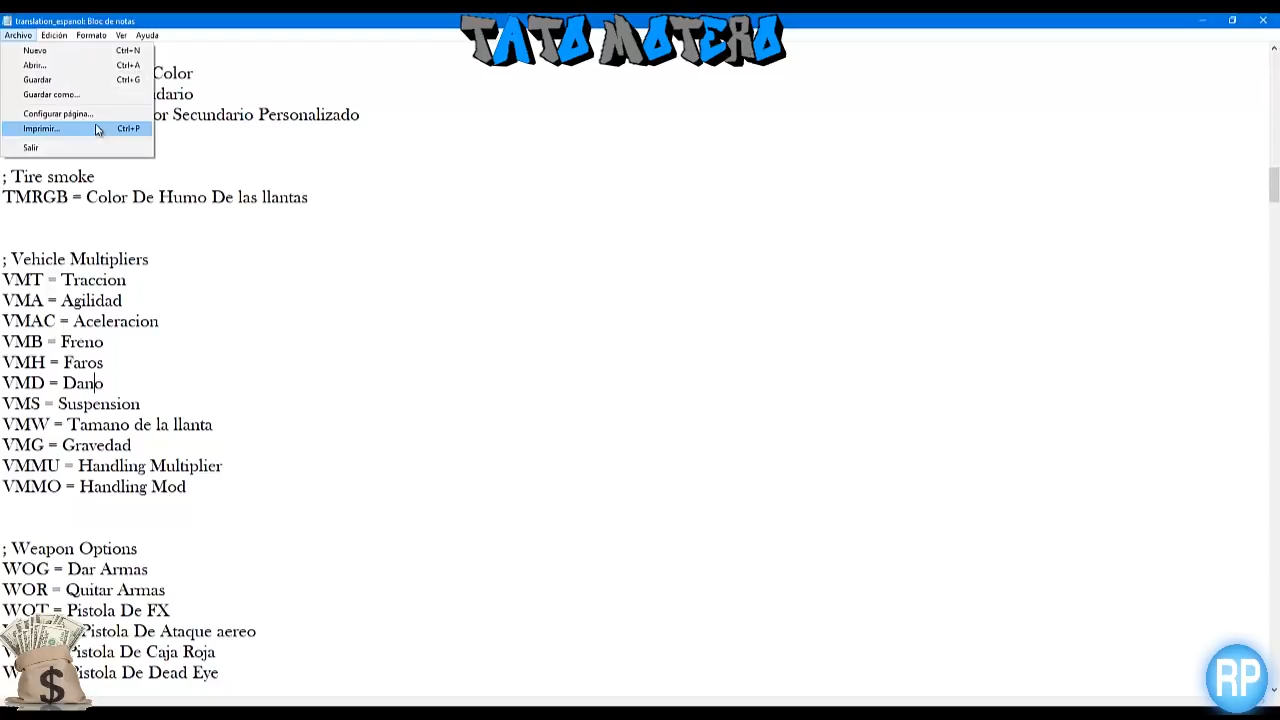 translation_espanol: Bloc de notas
TATO MOTERO
Archivo Edición Formato Ver Ayuda
Nuevo Ctrl+N
Abrir... Ctrl+A
Guardar Ctrl+G
Guardar como...
Configurar página...
Imprimir... Ctrl+P
Salir
Color
dario
or Secundario Personalizado
; Tire smoke
TMRGB = Color De Humo De las llantas
; Vehicle Multipliers
VMT = Traccion
VMA = Agilidad
VMAC = Aceleracion
VMB = Freno
VMH = Faros
VMD = Dano
VMS = Suspension
VMW = Tamano de la llanta
VMG = Gravedad
VMMU = Handling Multiplier
VMMO = Handling Mod
; Weapon Options
WOG = Dar Armas
WOR = Quitar Armas
WOT = Pistola De FX
Pistola De Ataque aereo
istola De Caja Roja
W istola De Dead Eye
$
RP